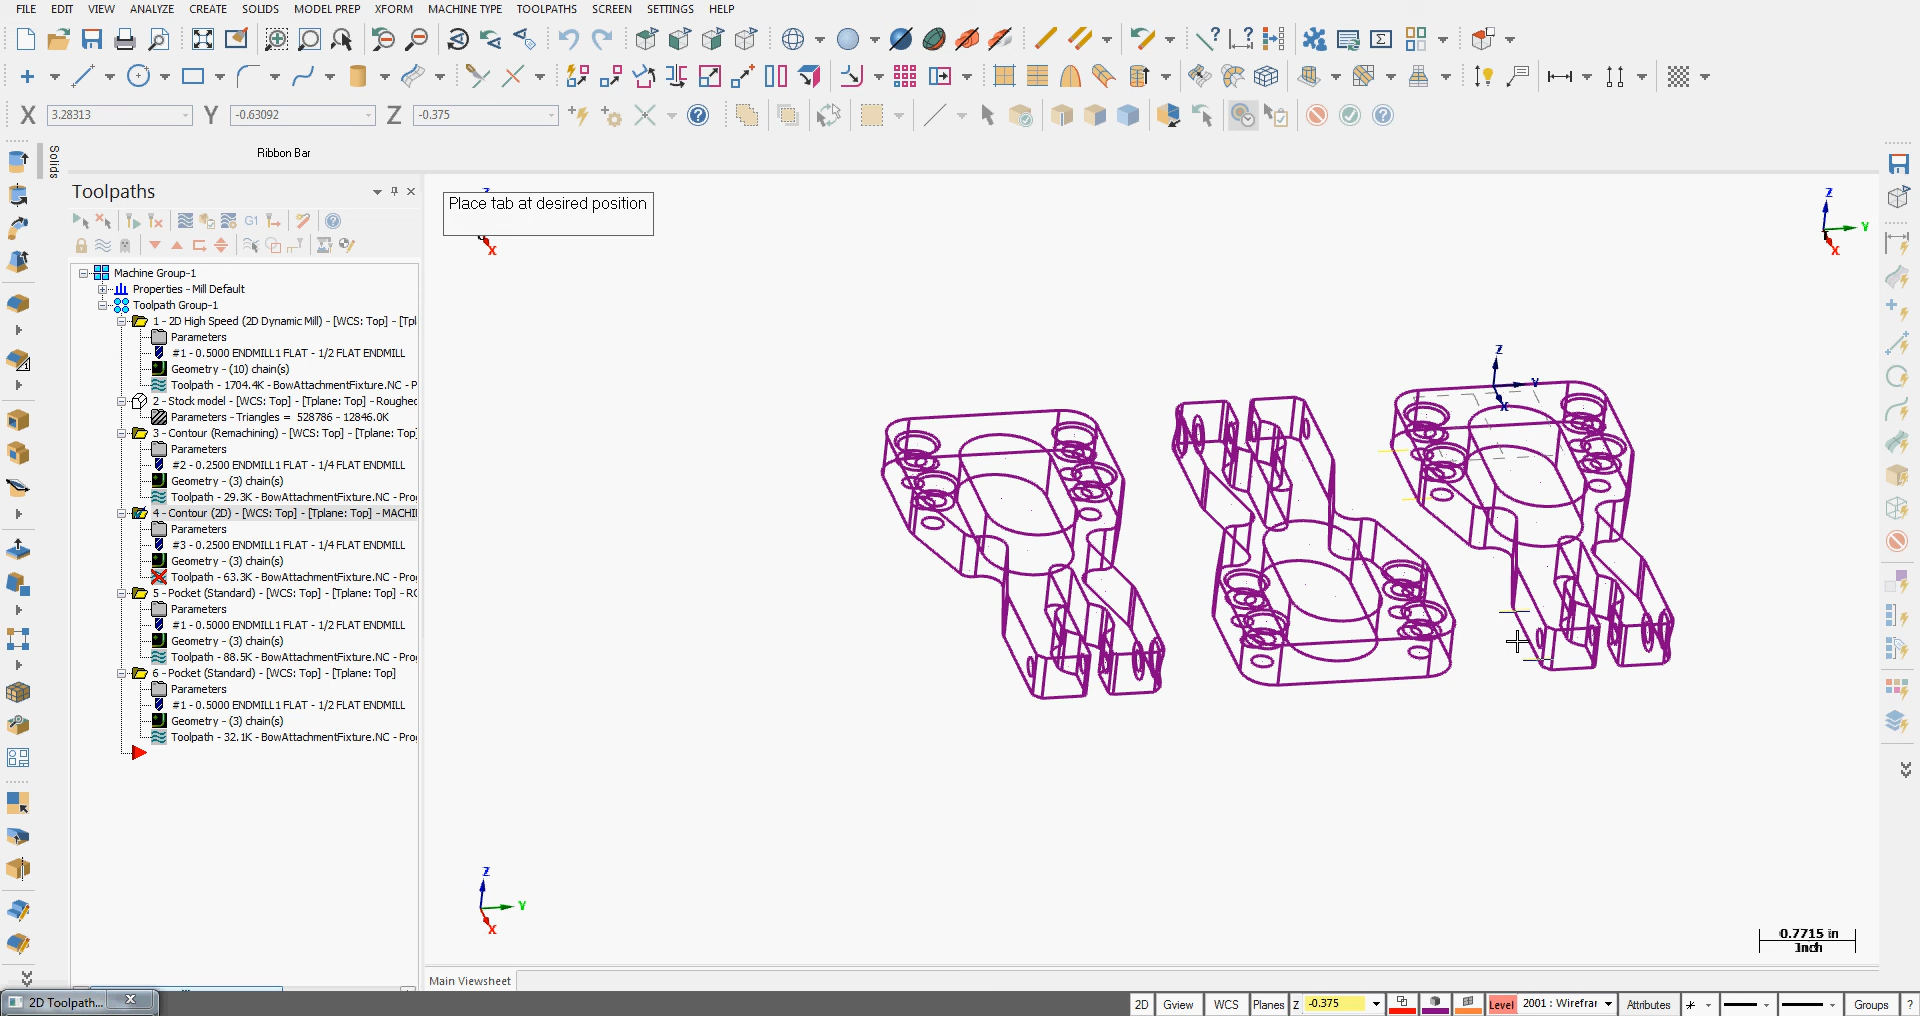 FILE EDIT VIEW ANALYZE CREATE SOLIDS MODEL PREP XFORM MACHINE TYPE TOOLPATHS SCREEN SETTINGS HELP
X 3.28313 Y -0.63092 Z -0.375
Ribbon Bar
Solids
Toolpaths
G1
Place tab at desired position
Z
X
Z
Y
X
Machine Group-1
Properties - Mill Default
Toolpath Group-1
1 - 2D High Speed (2D Dynamic Mill) - [WCS: Top] - [Tpl
Parameters
#1 - 0.5000 ENDMILL1 FLAT - 1/2 FLAT ENDMILL
Geometry - (10) chain(s)
Toolpath - 1704.4K - BowAttachmentFixture.NC - P
2 - Stock model - [WCS: Top] - [Tplane: Top] - Roughed
Parameters - Triangles = 528786 - 12846.0K
3 - Contour (Remachining) - [WCS: Top] - [Tplane: Top]
Parameters
#2 - 0.2500 ENDMILL1 FLAT - 1/4 FLAT ENDMILL
Geometry - (3) chain(s)
Toolpath - 29.3K - BowAttachmentFixture.NC - Pro
4 - Contour (2D) - [WCS: Top] - [Tplane: Top] - MACHI
Parameters
#3 - 0.2500 ENDMILL1 FLAT - 1/4 FLAT ENDMILL
Geometry - (3) chain(s)
Toolpath - 63.3K - BowAttachmentFixture.NC - Pro
5 - Pocket (Standard) - [WCS: Top] - [Tplane: Top] - RO
Parameters
#1 - 0.5000 ENDMILL1 FLAT - 1/2 FLAT ENDMILL
Geometry - (3) chain(s)
Toolpath - 88.5K - BowAttachmentFixture.NC - Pro
6 - Pocket (Standard) - [WCS: Top] - [Tplane: Top]
Parameters
#1 - 0.5000 ENDMILL1 FLAT - 1/2 FLAT ENDMILL
Geometry - (3) chain(s)
Toolpath - 32.1K - BowAttachmentFixture.NC - Pro
Z
Y
X
Z
Y
X
0.7715 in
Inch
Main Viewsheet
2D Toolpath...
2D Gview WCS Planes Z -0.375 Level 2001 : Wirefrar Attributes Groups ?